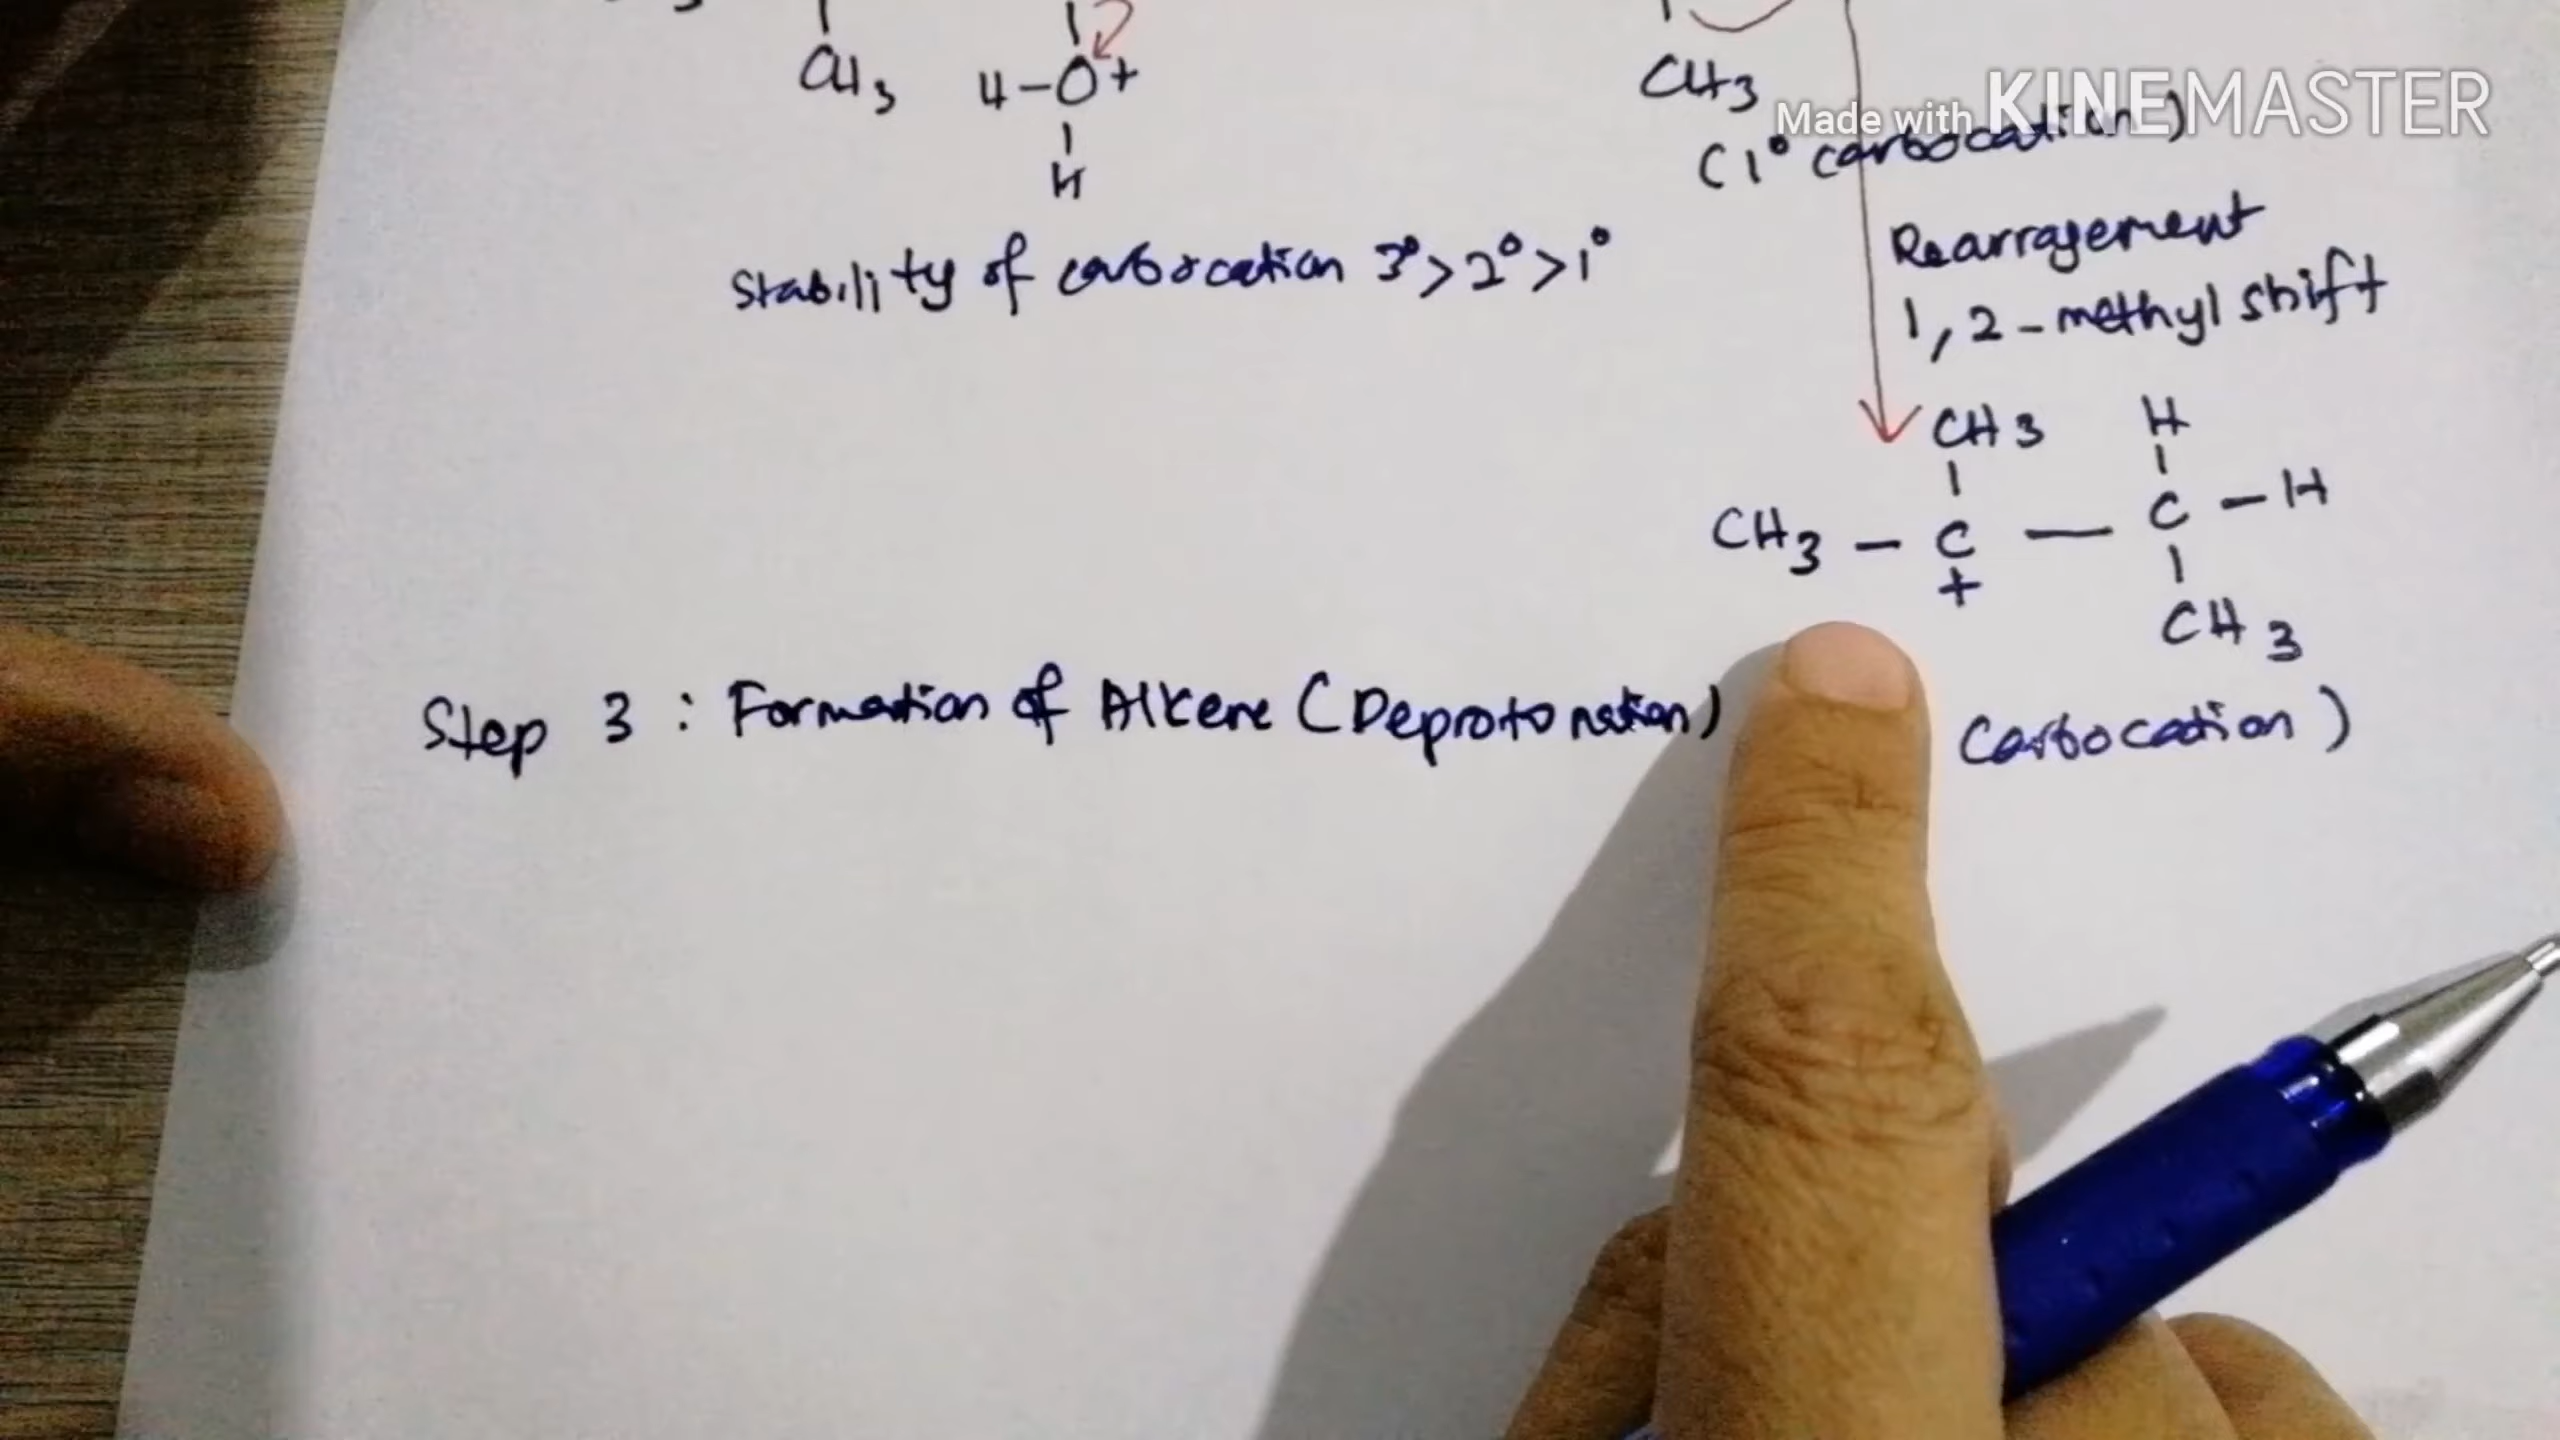 CH3 H-O+ CH3
H
Made with KINEMASTER
(1° carbocation)
Stability of carbocation 3°>2°>1°
Rearragement
1,2-methyl shift
CH3 H
CH3 - C — C - H
+
CH3
Step 3 : Formation of Alkene (Deprotonation)
carbocation)